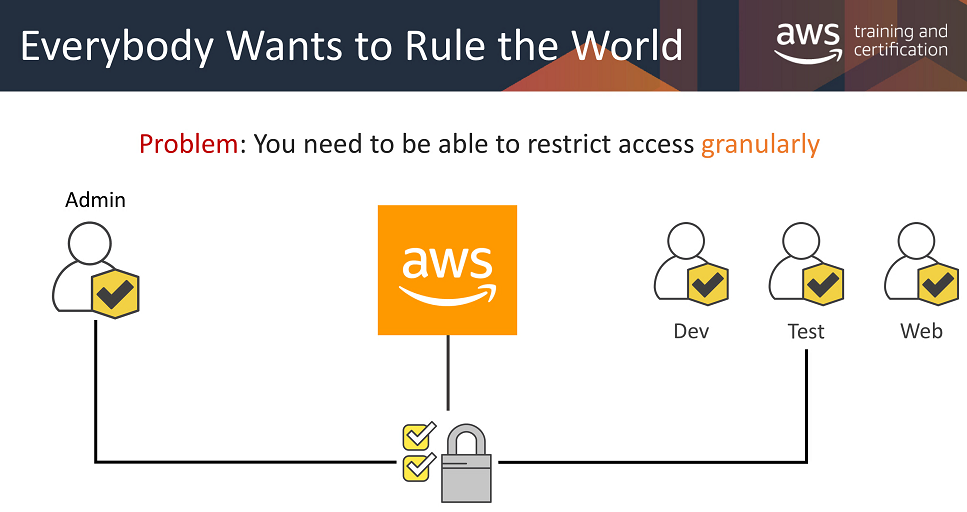 Everybody Wants to Rule the World
aws training and
certification
Problem: You need to be able to restrict access granularly
Admin
aws
Dev Test Web